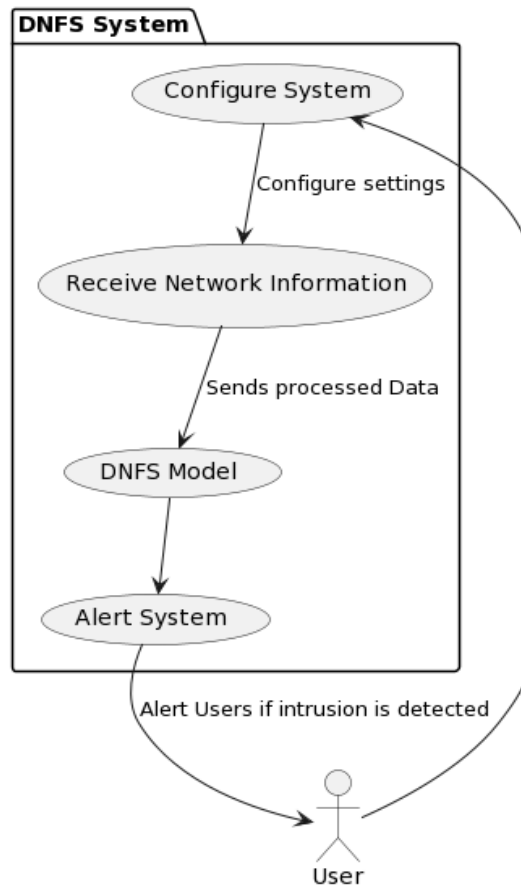 DNFS System
Configure System
Configure settings
Receive Network Information
Sends processed Data
DNFS Model
Alert System
Alert Users if intrusion is detected
User